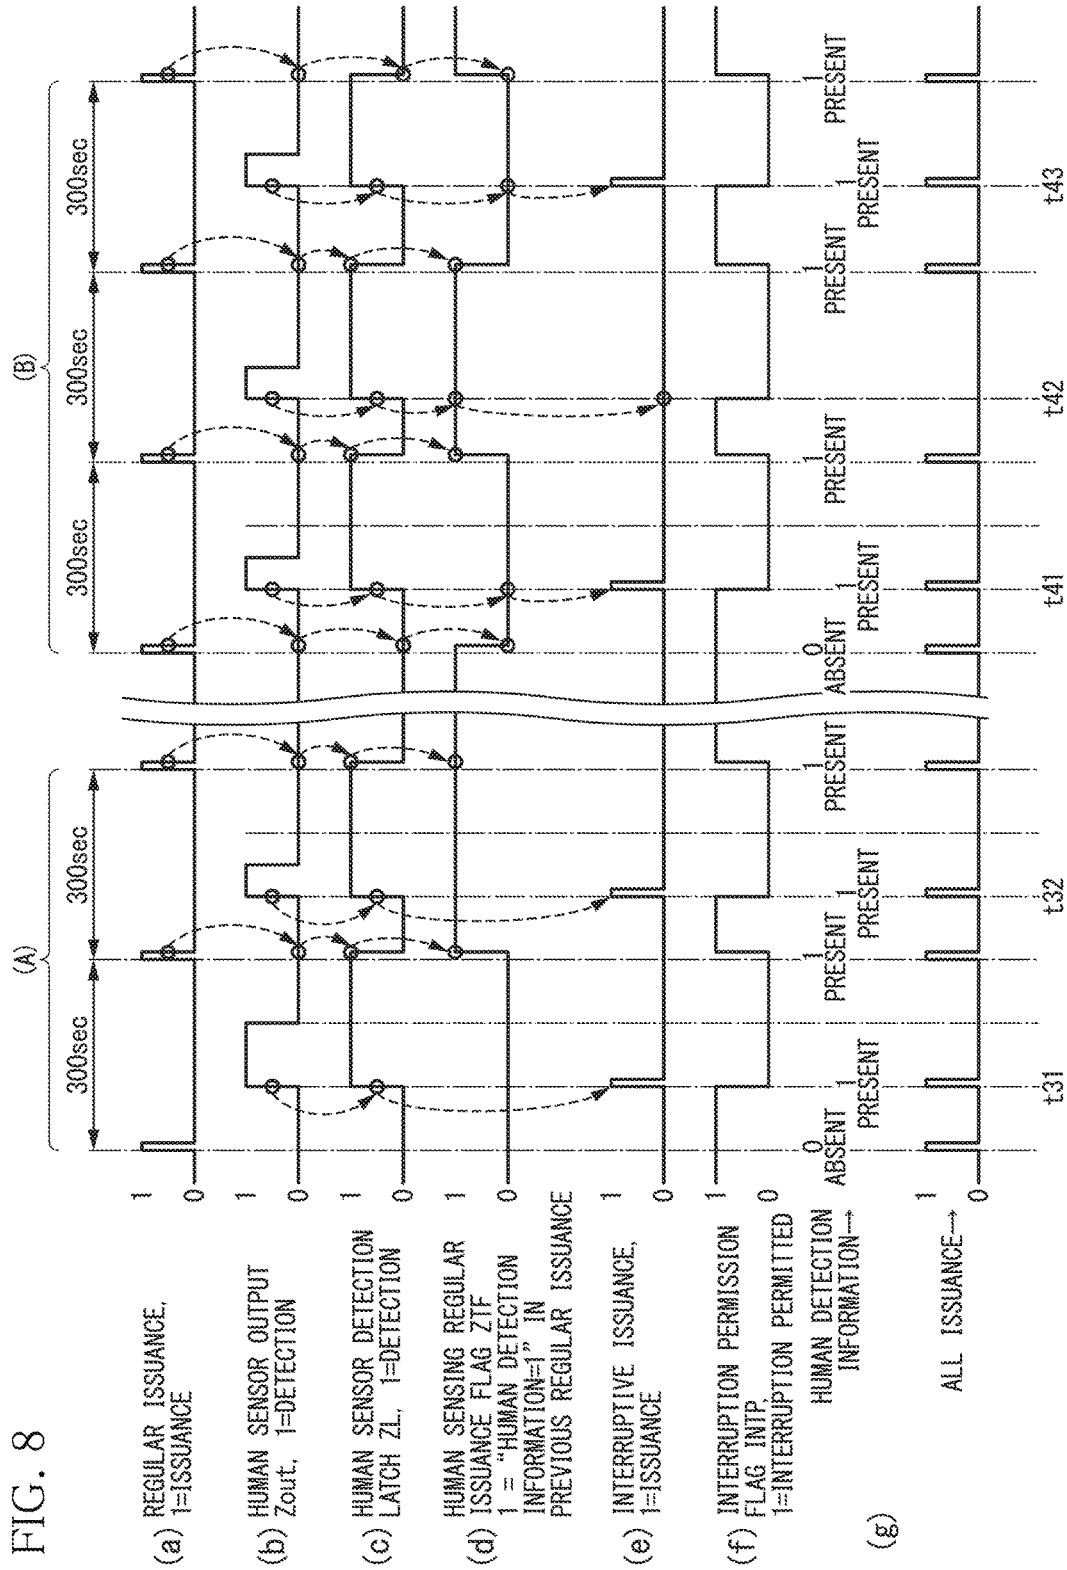 FIG. 8
(A)
(B)
300sec
300sec
300sec
300sec
300sec
(a) REGULAR ISSUANCE,
1=ISSUANCE
1
0
(b) HUMAN SENSOR OUTPUT
Zout, 1=DETECTION
1
0
(c) HUMAN SENSOR DETECTION
LATCH ZL, 1=DETECTION
1
0
(d) HUMAN SENSING REGULAR
ISSUANCE FLAG ZTF
1 = "HUMAN DETECTION
INFORMATION=1" IN
PREVIOUS REGULAR ISSUANCE
1
0
(e) INTERRUPTIVE ISSUANCE,
1=ISSUANCE
1
0
(f) INTERRUPTION PERMISSION
FLAG INTP,
1=INTERRUPTION PERMITTED
1
0
(g)
HUMAN DETECTION
INFORMATION→
0
ABSENT
1
PRESENT
1
PRESENT
1
PRESENT
1
PRESENT
0
ABSENT
1
PRESENT
1
PRESENT
1
PRESENT
1
PRESENT
1
PRESENT
ALL ISSUANCE→
1
0
t31
t32
t41
t42
t43